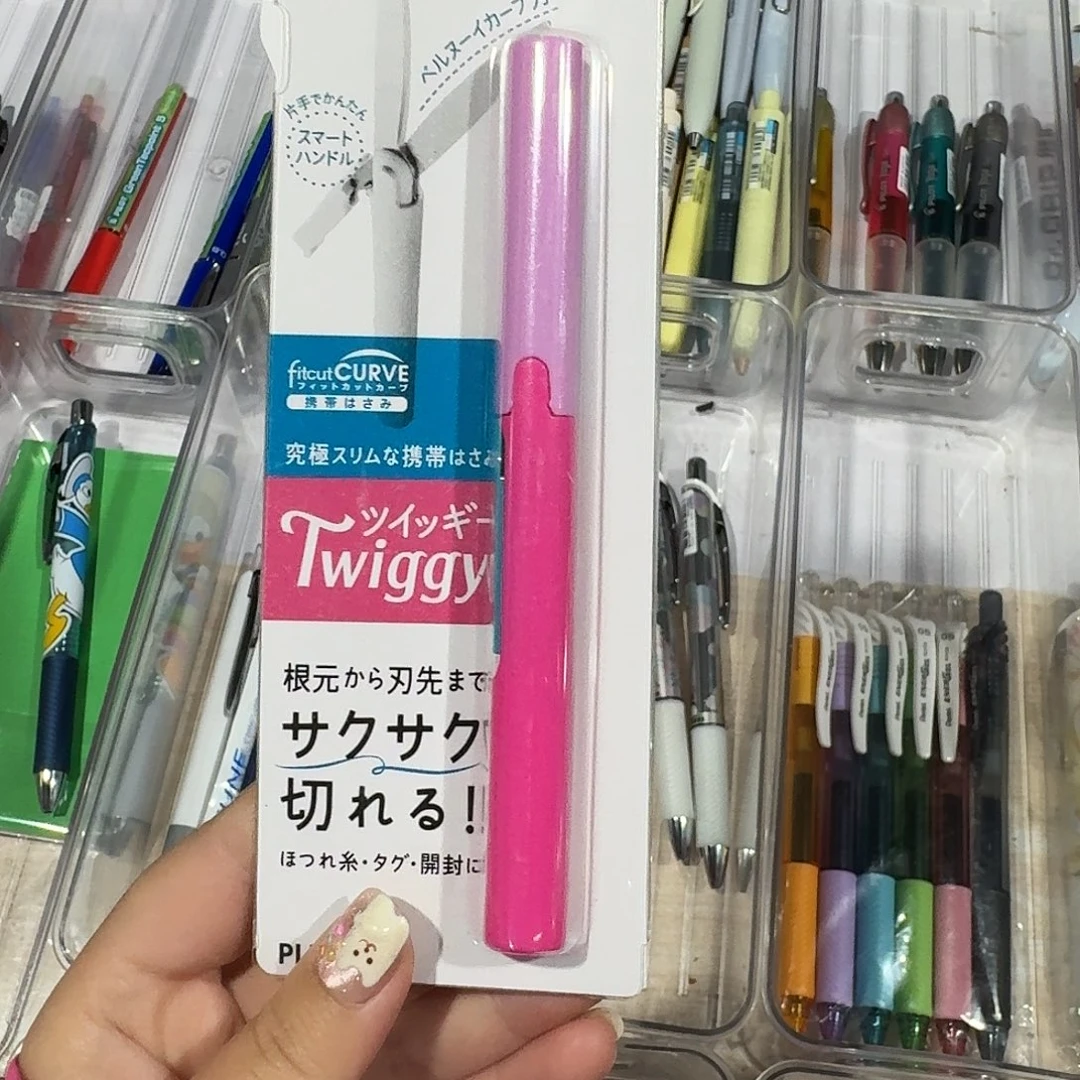 ベルヌーイカーブ刃
片手でかんたん
スマート
ハンドル
fitcutCURVE
フィットカットカーブ
携帯はさみ
究極スリムな携帯はさみ
ツイッギー
Twiggy
根元から刃先まで
サクサク
切れる!!
ほつれ糸・タグ・開封に
PL
PILOT GreenTecpoint